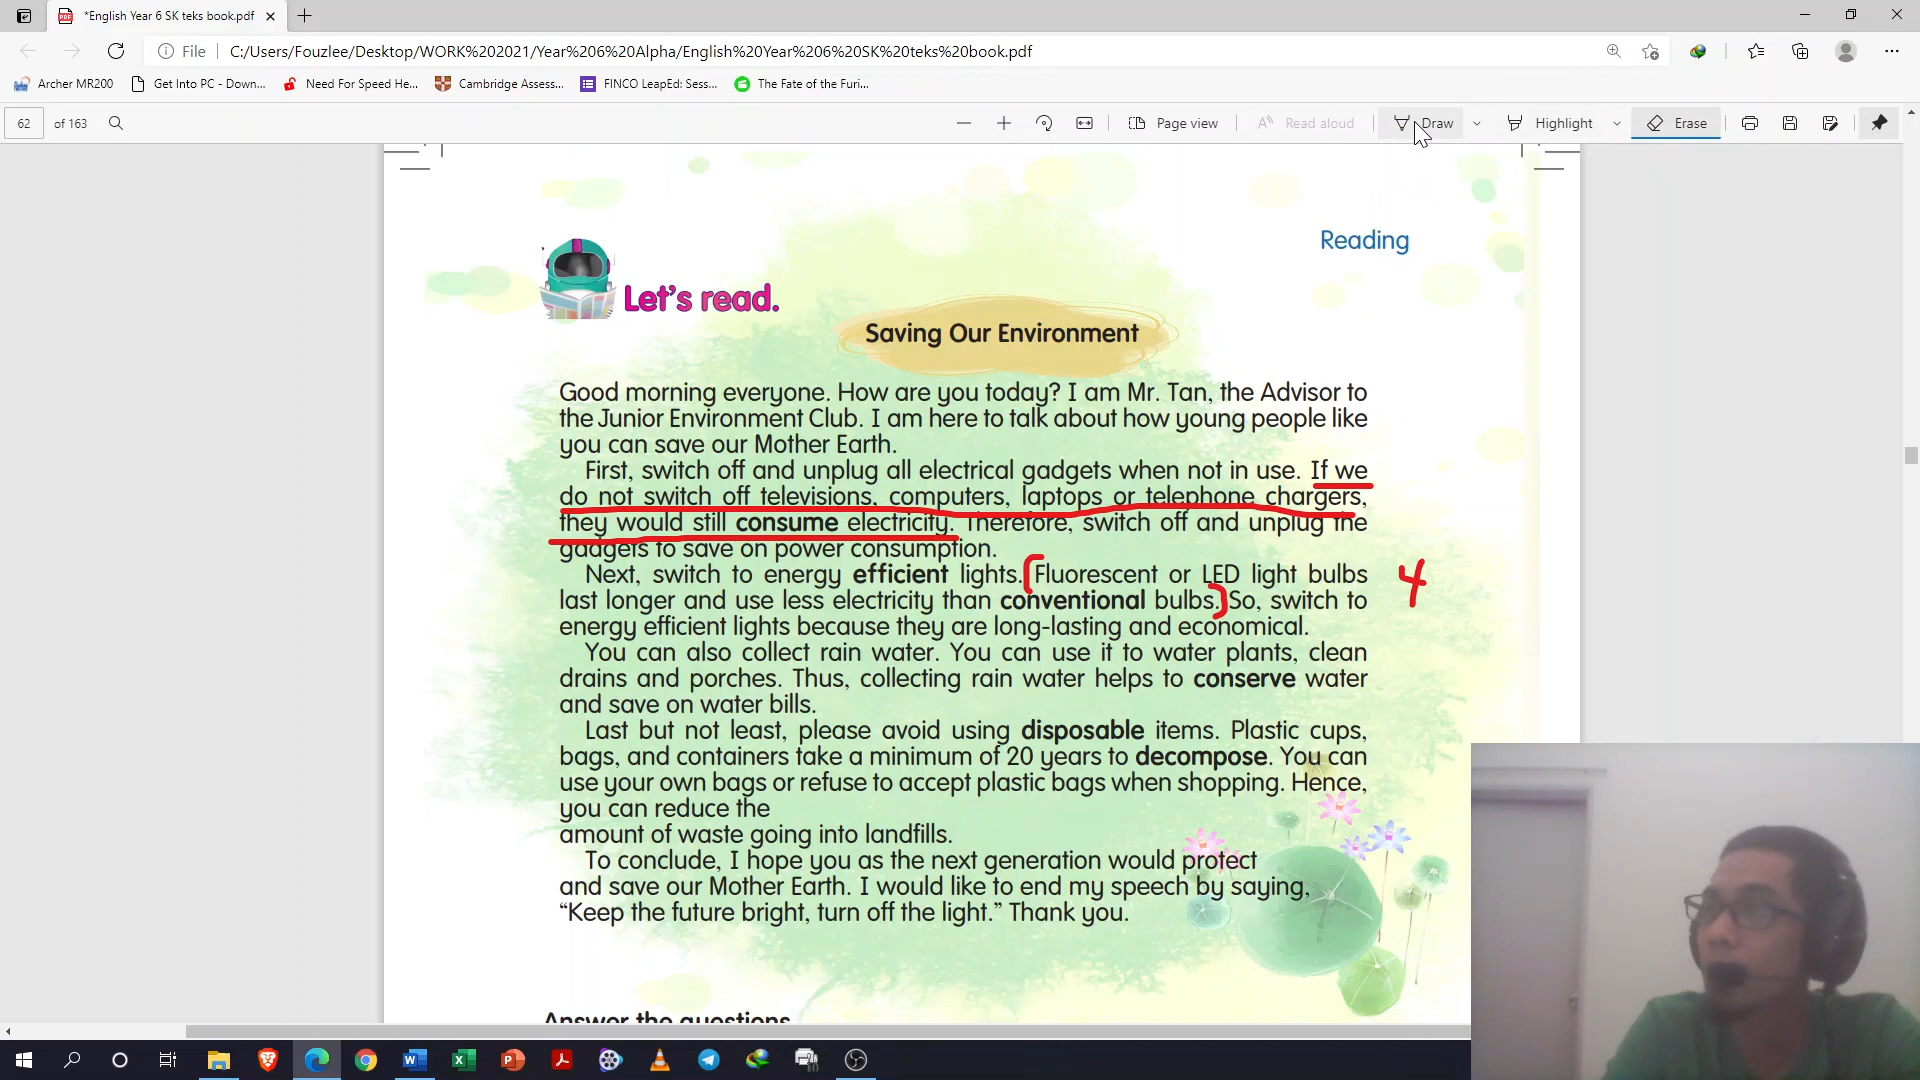 *English Year 6 SK teks book.pdf
File
C:/Users/Fouzlee/Desktop/WORK%202021/Year%206%20Alpha/English%20Year%206%20SK%20teks%20book.pdf
Archer MR200
Get Into PC - Down...
Need For Speed He...
Cambridge Assess...
FINCO LeapEd: Sess...
The Fate of the Furi...
62 of 163
Page view
Read aloud
Draw
Highlight
Erase
Reading
Let's read.
Saving Our Environment
Good morning everyone. How are you today? I am Mr. Tan, the Advisor to
the Junior Environment Club. I am here to talk about how young people like
you can save our Mother Earth.
First, switch off and unplug all electrical gadgets when not in use. If we
do not switch off televisions, computers, laptops or telephone chargers,
they would still consume electricity. Therefore, switch off and unplug the
gadgets to save on power consumption.
Next, switch to energy efficient lights. Fluorescent or LED light bulbs
4
last longer and use less electricity than conventional bulbs. So, switch to
energy efficient lights because they are long-lasting and economical.
You can also collect rain water. You can use it to water plants, clean
drains and porches. Thus, collecting rain water helps to conserve water
and save on water bills.
Last but not least, please avoid using disposable items. Plastic cups,
bags, and containers take a minimum of 20 years to decompose. You can
use your own bags or refuse to accept plastic bags when shopping. Hence,
you can reduce the
amount of waste going into landfills.
To conclude, I hope you as the next generation would protect
and save our Mother Earth. I would like to end my speech by saying,
“Keep the future bright, turn off the light.” Thank you.
Answer the questions